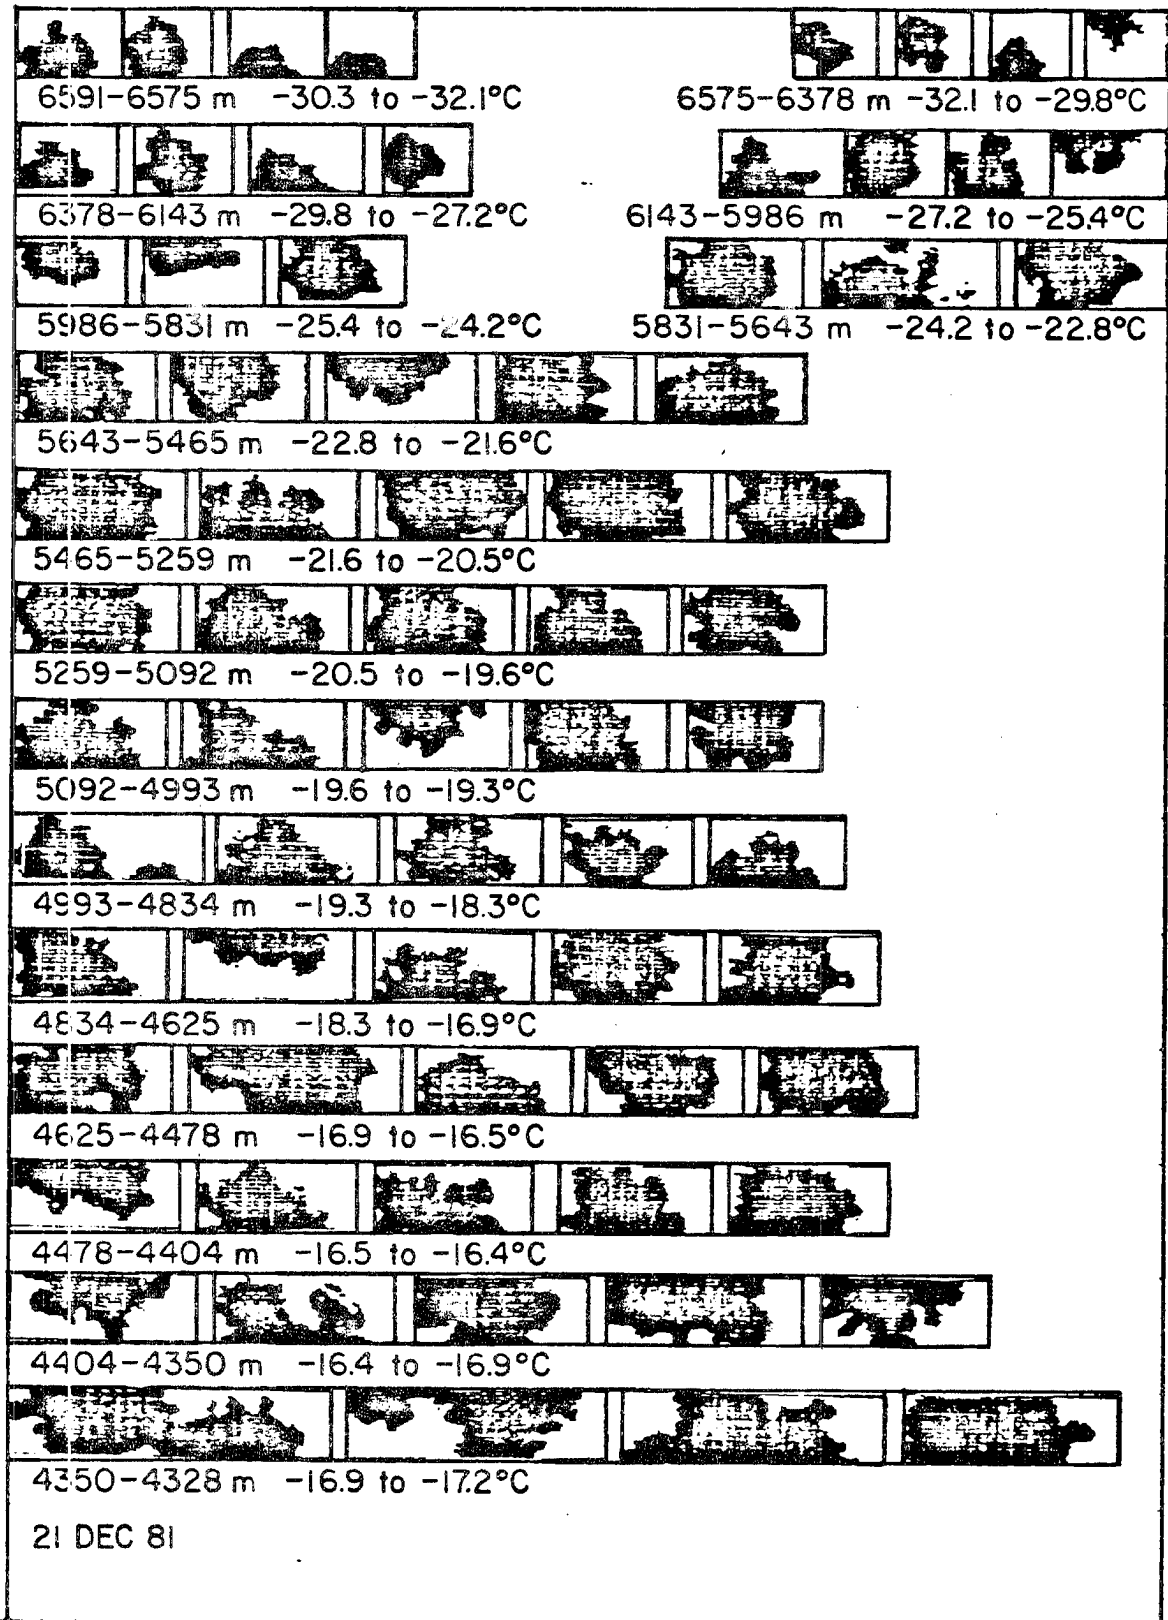 6591-6575 m -30.3 to -32.1°C
6575-6378 m -32.1 to -29.8°C
6378-6143 m -29.8 to -27.2°C
6143-5986 m -27.2 to -25.4°C
5986-5831 m -25.4 to -24.2°C
5831-5643 m -24.2 to -22.8°C
5643-5465 m -22.8 to -21.6°C
5465-5259 m -21.6 to -20.5°C
5259-5092 m -20.5 to -19.6°C
5092-4993 m -19.6 to -19.3°C
4993-4834 m -19.3 to -18.3°C
4834-4625 m -18.3 to -16.9°C
4625-4478 m -16.9 to -16.5°C
4478-4404 m -16.5 to -16.4°C
4404-4350 m -16.4 to -16.9°C
4350-4328 m -16.9 to -17.2°C
21 DEC 81